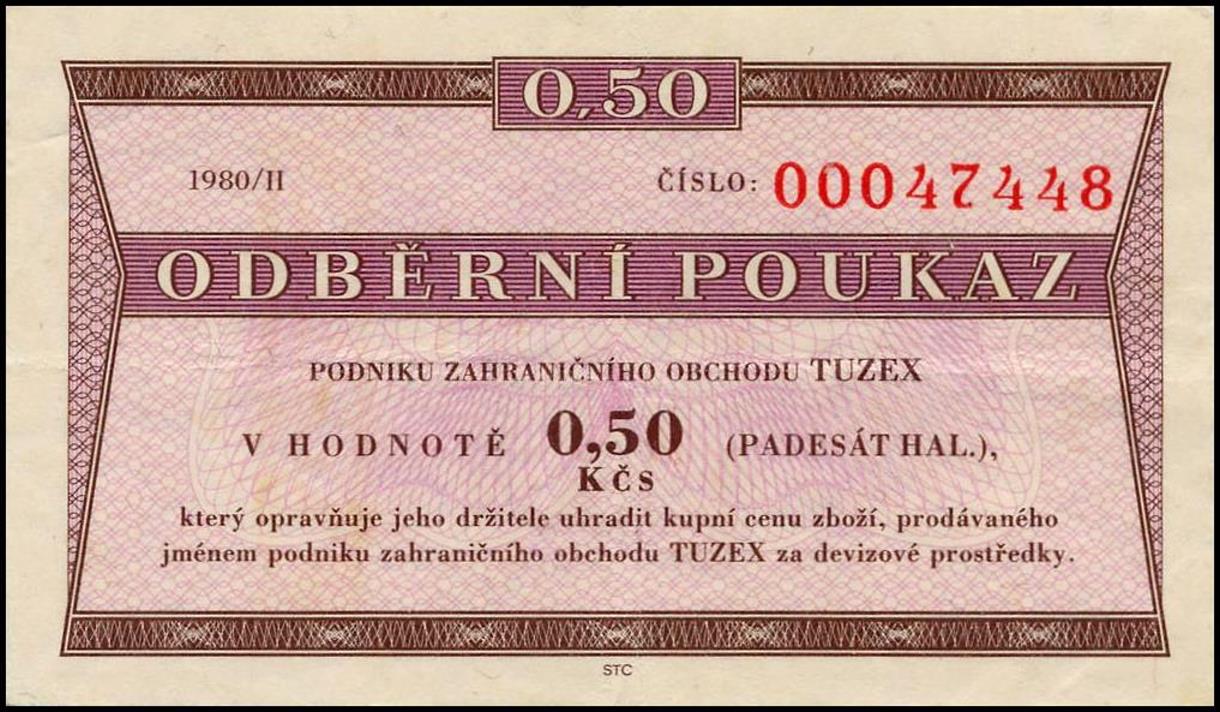 0,50
1980/II ČÍSLO: 00047448
ODBĚRNÍ POUKAZ
PODNIKU ZAHRANIČNÍHO OBCHODU TUZEX
V HODNOTĚ 0,50 (PADESÁT HAL.),
KČS
který opravňuje jeho držitele uhradit kupní cenu zboží, prodávaného
jménem podniku zahraničního obchodu TUZEX za devizové prostředky.
STC